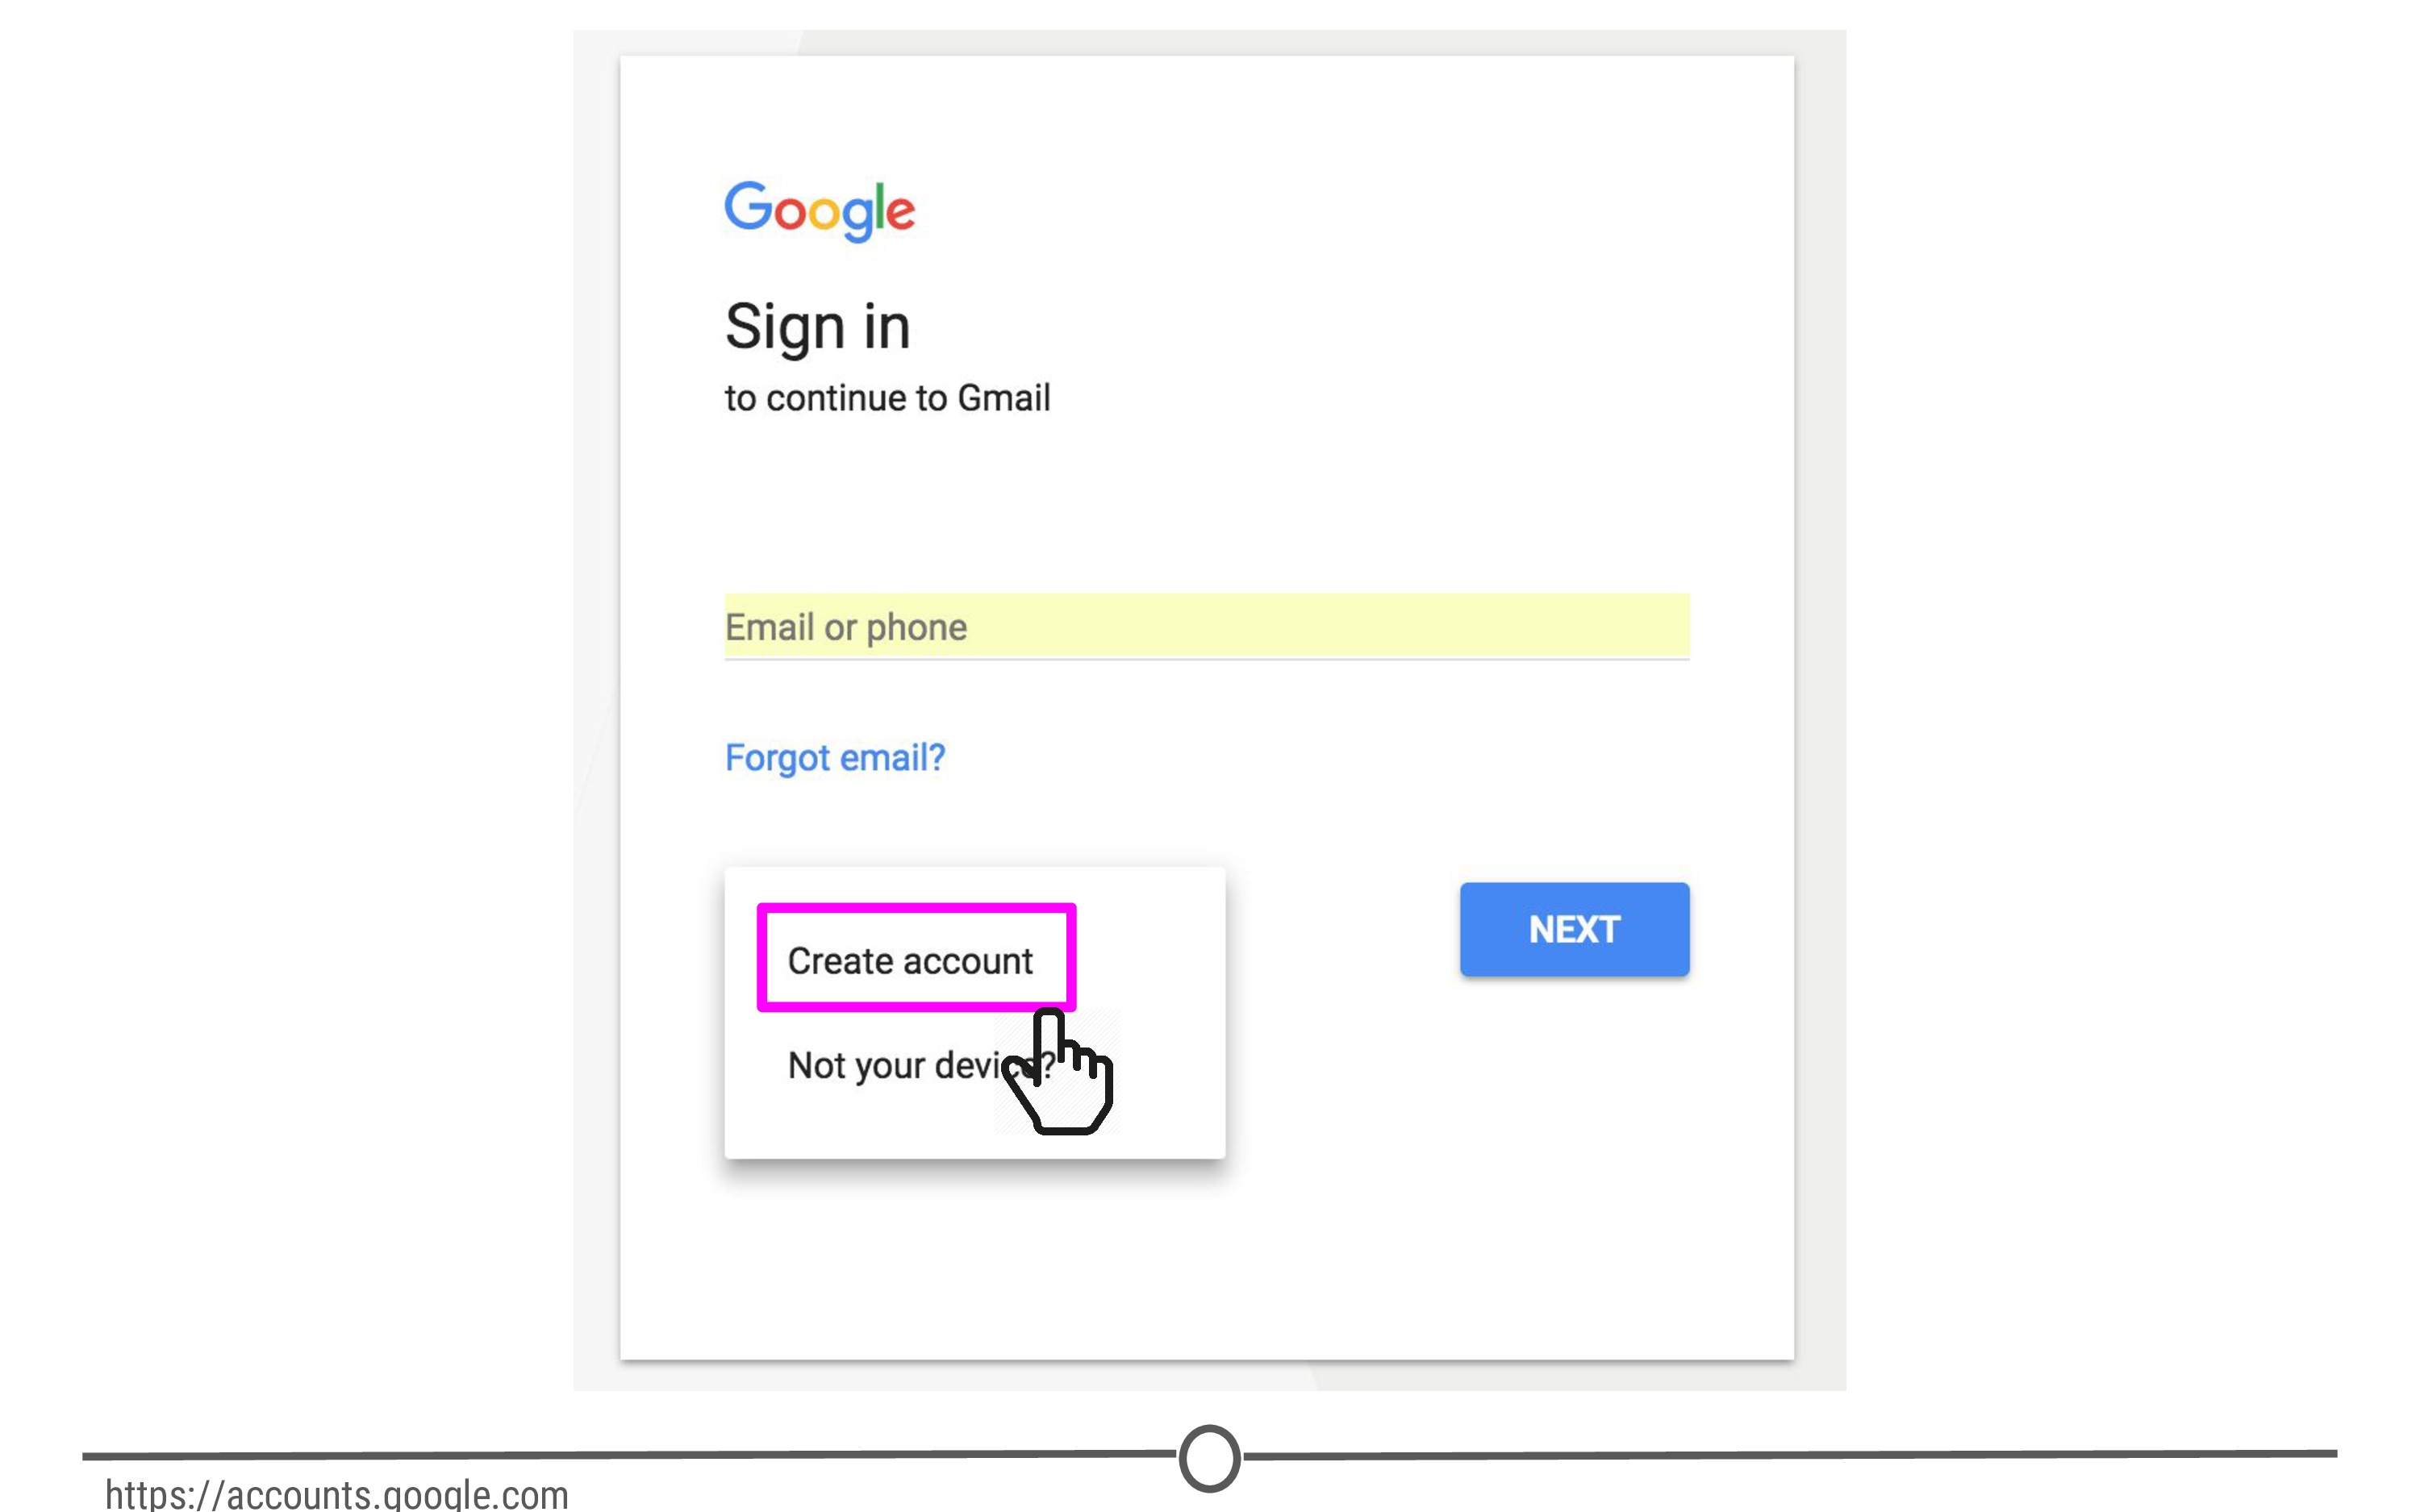 Google
Sign in
to continue to Gmail
Email or phone
Forgot email?
Create account
NEXT
Not your device?
https://accounts.google.com